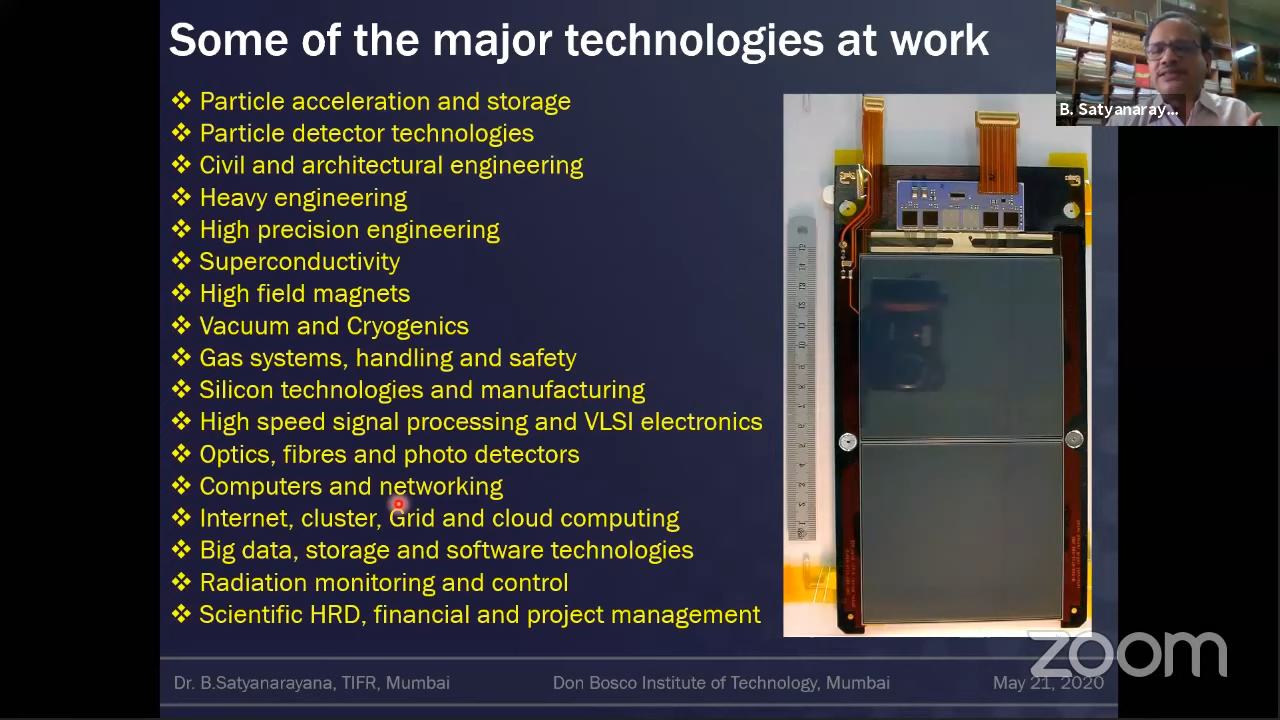 Some of the major technologies at work
B. Satyanaray...
❖ Particle acceleration and storage
❖ Particle detector technologies
❖ Civil and architectural engineering
❖ Heavy engineering
❖ High precision engineering
❖ Superconductivity
❖ High field magnets
❖ Vacuum and Cryogenics
❖ Gas systems, handling and safety
❖ Silicon technologies and manufacturing
❖ High speed signal processing and VLSI electronics
❖ Optics, fibres and photo detectors
❖ Computers and networking
❖ Internet, cluster, Grid and cloud computing
❖ Big data, storage and software technologies
❖ Radiation monitoring and control
❖ Scientific HRD, financial and project management
zoom
Dr. B.Satyanarayana, TIFR, Mumbai
Don Bosco Institute of Technology, Mumbai
May 21, 2020